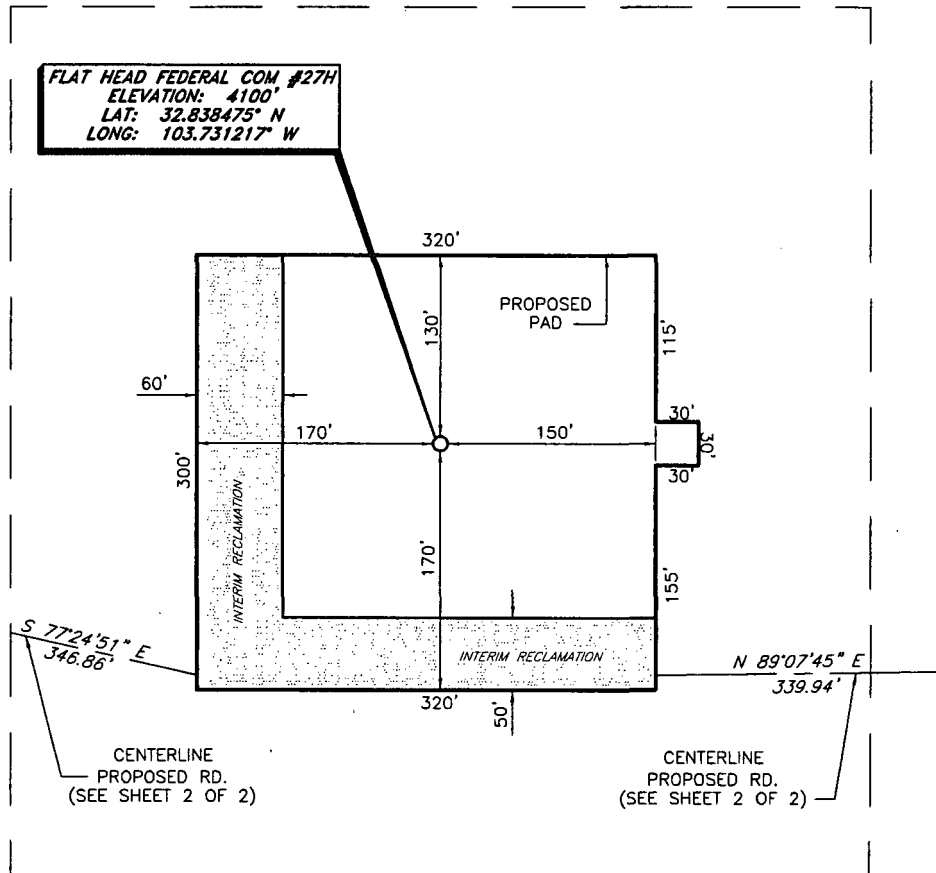 FLAT HEAD FEDERAL COM #27H
ELEVATION: 4100'
LAT: 32.838475° N
LONG: 103.731217° W
320'
PROPOSED
PAD
130'
115'
60'
30'
170'
150'
30'
300'
30'
INTERIM RECLAMATION
170'
155'
S 77°24'51" E
346.86'
INTERIM RECLAMATION
N 89°07'45" E
339.94'
320'
50'
CENTERLINE
PROPOSED RD.
(SEE SHEET 2 OF 2)
CENTERLINE
PROPOSED RD.
(SEE SHEET 2 OF 2)